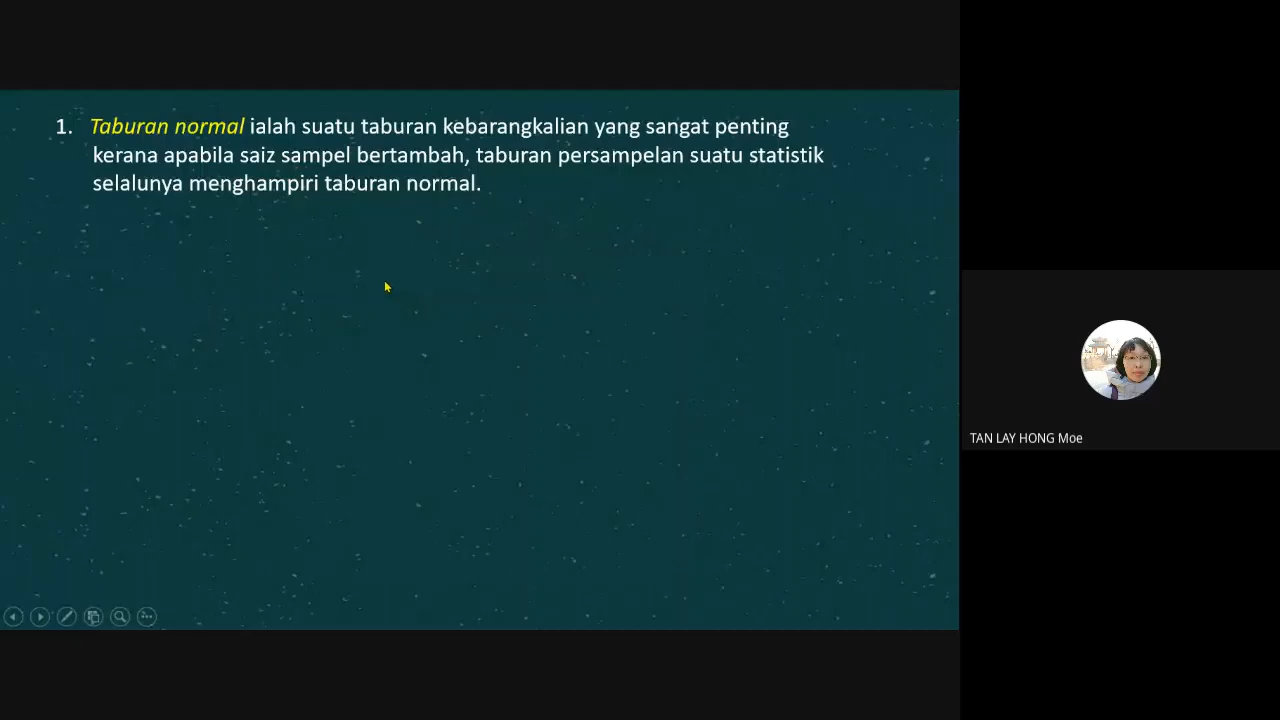 1. Taburan normal ialah suatu taburan kebarangkalian yang sangat penting
kerana apabila saiz sampel bertambah, taburan persampelan suatu statistik
selalunya menghampiri taburan normal.
TAN LAY HONG Moe